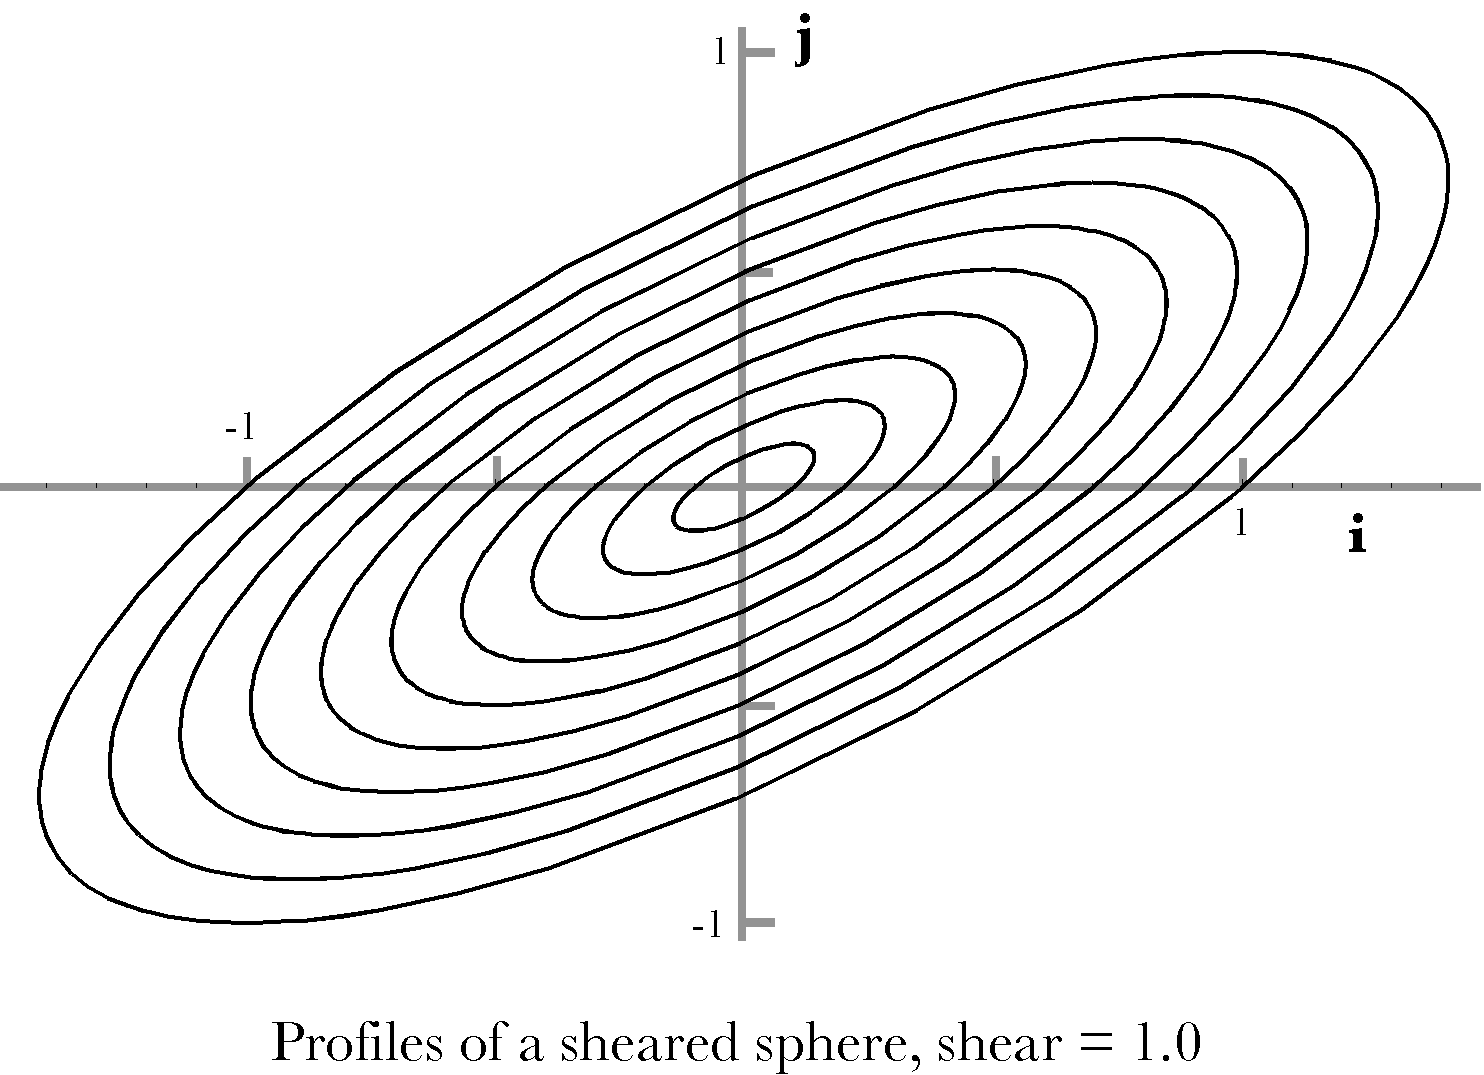 1 j
-1
1
i
-1
Profiles of a sheared sphere, shear = 1.0